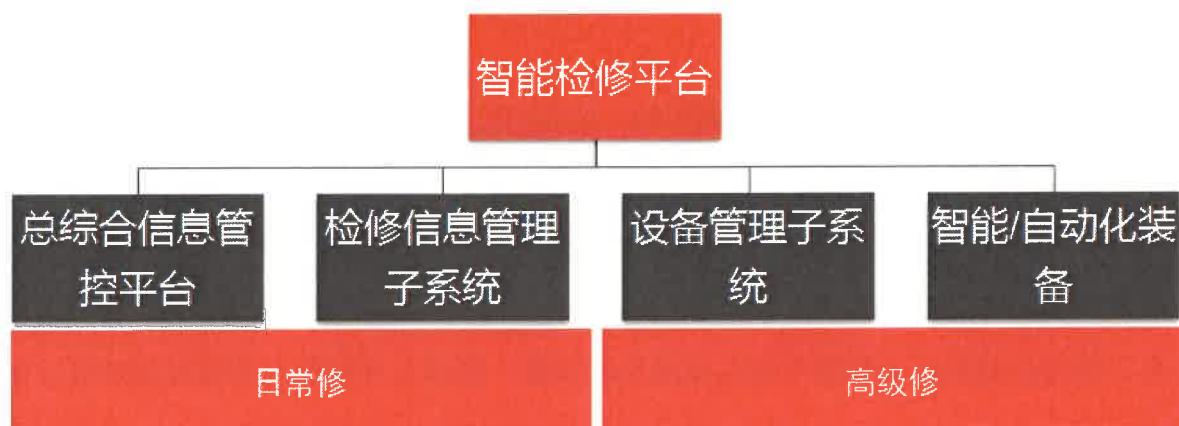 智能检修平台
总综合信息管
控平台
检修信息管理
子系统
设备管理子系
统
智能/自动化装
备
日常修
高级修